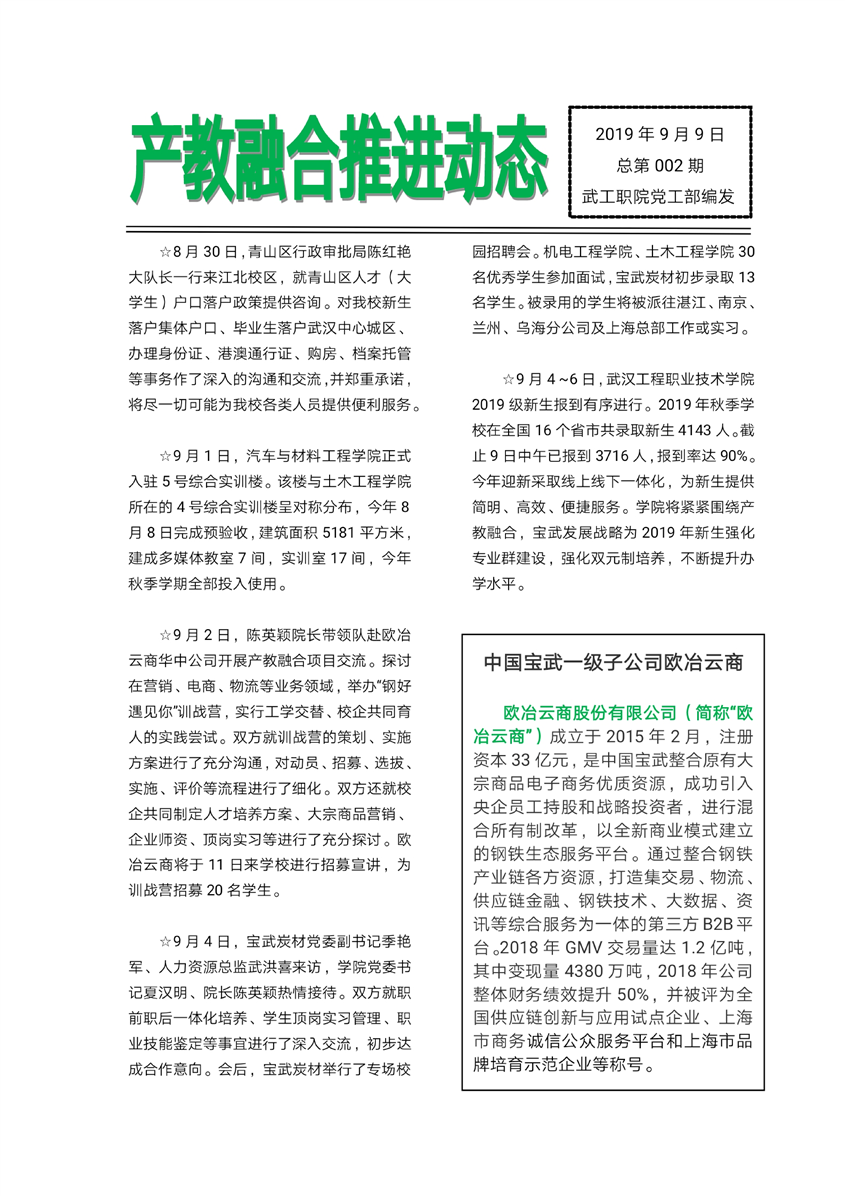 产教融合推进动态
2019 年 9 月 9 日
总第 002 期
武工职院党工部编发
☆8 月 30 日，青山区行政审批局陈红艳
大队长一行来江北校区，就青山区人才（大
学生）户口落户政策提供咨询。对我校新生
落户集体户口、毕业生落户武汉中心城区、
办理身份证、港澳通行证、购房、档案托管
等事务作了深入的沟通和交流，并郑重承诺，
将尽一切可能为我校各类人员提供便利服务。
☆9 月 1 日，汽车与材料工程学院正式
入驻 5 号综合实训楼。该楼与土木工程学院
所在的 4 号综合实训楼呈对称分布，今年 8
月 8 日完成预验收，建筑面积 5181 平方米，
建成多媒体教室 7 间，实训室 17 间，今年
秋季学期全部投入使用。
☆9 月 2 日，陈英颖院长带领队赴欧冶
云商华中公司开展产教融合项目交流。探讨
在营销、电商、物流等业务领域，举办“钢好
遇见你”训战营，实行工学交替、校企共同育
人的实践尝试。双方就训战营的策划、实施
方案进行了充分沟通，对动员、招募、选拔、
实施、评价等流程进行了细化。双方还就校
企共同制定人才培养方案、大宗商品营销、
企业师资、顶岗实习等进行了充分探讨。欧
冶云商将于 11 日来学校进行招募宣讲，为
训战营招募 20 名学生。
☆9 月 4 日，宝武炭材党委副书记季艳
军、人力资源总监武洪喜来访，学院党委书
记夏汉明、院长陈英颖热情接待。双方就职
前职后一体化培养、学生顶岗实习管理、职
业技能鉴定等事宜进行了深入交流，初步达
成合作意向。会后，宝武炭材举行了专场校
园招聘会。机电工程学院、土木工程学院 30
名优秀学生参加面试，宝武炭材初步录取 13
名学生。被录用的学生将被派往湛江、南京、
兰州、乌海分公司及上海总部工作或实习。
☆9 月 4 ~6 日，武汉工程职业技术学院
2019 级新生报到有序进行。2019 年秋季学
校在全国 16 个省市共录取新生 4143 人。截
止 9 日中午已报到 3716 人，报到率达 90%。
今年迎新采取线上线下一体化，为新生提供
简明、高效、便捷服务。学院将紧紧围绕产
教融合，宝武发展战略为 2019 年新生强化
专业群建设，强化双元制培养，不断提升办
学水平。
中国宝武一级子公司欧冶云商
欧冶云商股份有限公司（简称“欧
冶云商”）成立于 2015 年 2 月，注册
资本 33 亿元，是中国宝武整合原有大
宗商品电子商务优质资源，成功引入
央企员工持股和战略投资者，进行混
合所有制改革，以全新商业模式建立
的钢铁生态服务平台。通过整合钢铁
产业链各方资源，打造集交易、物流、
供应链金融、钢铁技术、大数据、资
讯等综合服务为一体的第三方 B2B 平
台。2018 年 GMV 交易量达 1.2 亿吨，
其中变现量 4380 万吨，2018 年公司
整体财务绩效提升 50%，并被评为全
国供应链创新与应用试点企业、上海
市商务诚信公众服务平台和上海市品
牌培育示范企业等称号。